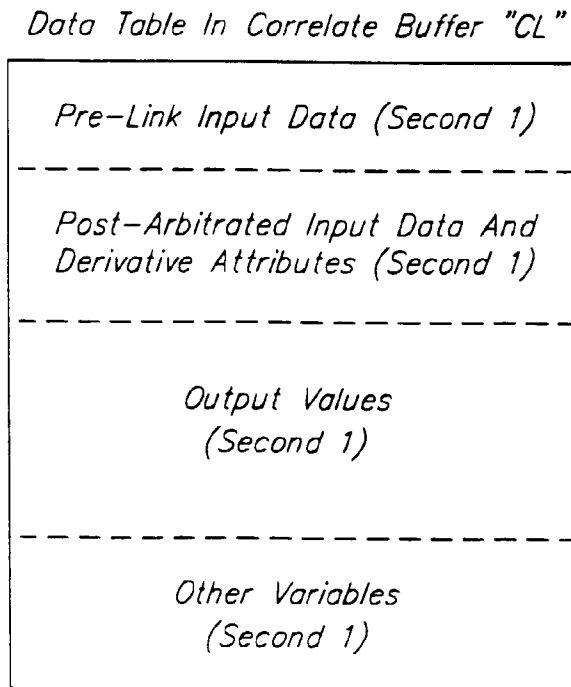 Data Table In Correlate Buffer "CL"
Pre-Link Input Data (Second 1)
Post-Arbitrated Input Data And
Derivative Attributes (Second 1)
Output Values
(Second 1)
Other Variables
(Second 1)